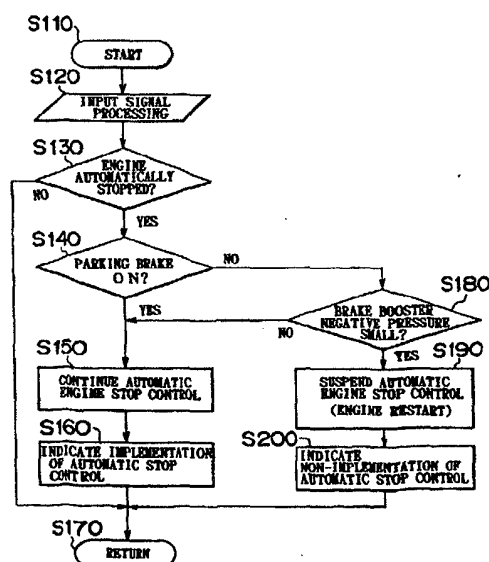 S110
START
S120
INPUT SIGNAL
PROCESSING
S130
ENGINE
AUTOMATICALLY
STOPPED?
NO
YES
S140
PARKING BRAKE
ON?
NO
YES
S180
BRAKE BOOSTER
NEGATIVE PRESSURE
SMALL?
NO
YES
S150
CONTINUE AUTOMATIC
ENGINE STOP CONTROL
S190
SUSPEND AUTOMATIC
ENGINE STOP CONTROL
(ENGINE RESTART)
S160
INDICATE IMPLEMENTATION
OF AUTOMATIC STOP
CONTROL
S200
INDICATE
NON-IMPLEMENTATION OF
AUTOMATIC STOP CONTROL
S170
RETURN